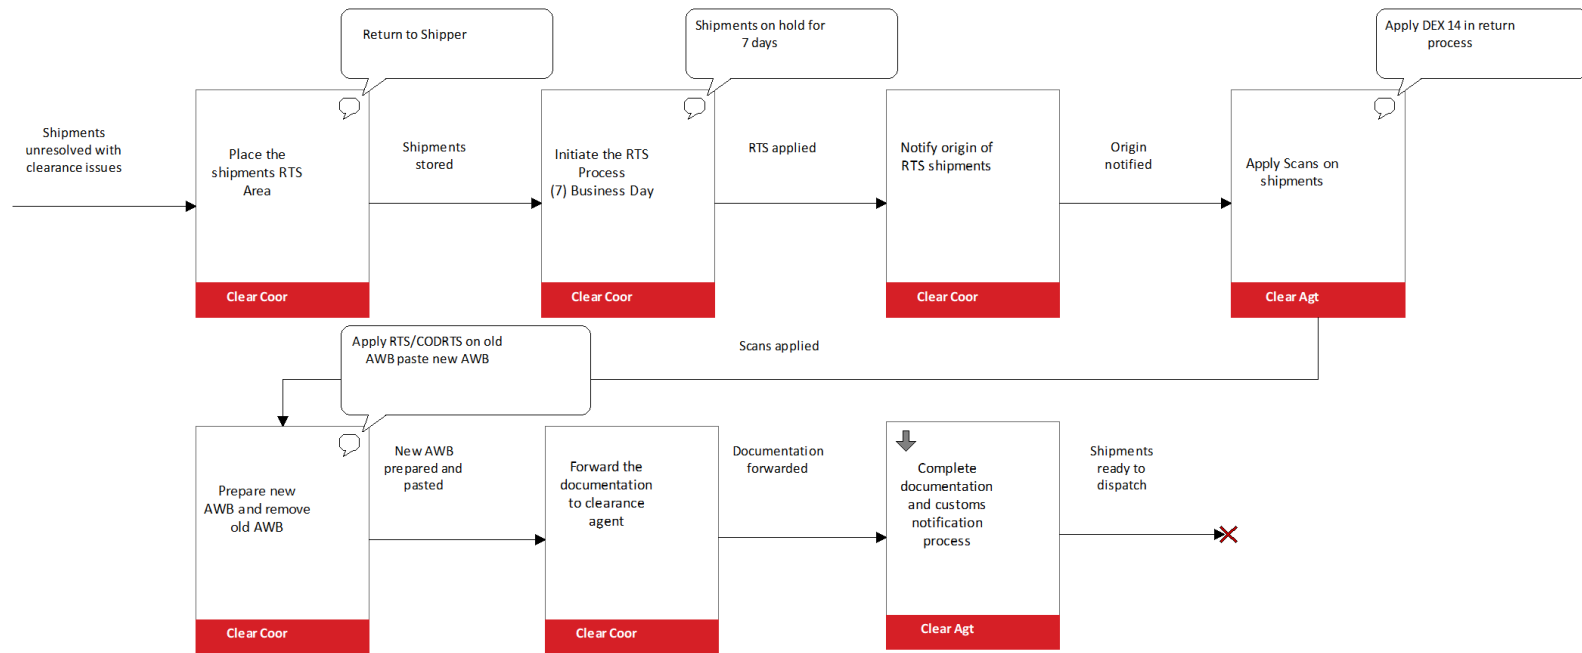 Return to Shipper
Shipments on hold for
7 days
Apply DEX 14 in return
process
Shipments
unresolved with
clearance issues
Place the
shipments RTS
Area
Clear Coor
Shipments
stored
Initiate the RTS
Process
(7) Business Day
Clear Coor
RTS applied
Notify origin of
RTS shipments
Clear Coor
Origin
notified
Apply Scans on
shipments
Clear Agt
Scans applied
Apply RTS/CODRTS on old
AWB paste new AWB
Prepare new
AWB and remove
old AWB
Clear Coor
New AWB
prepared and
pasted
Forward the
documentation
to clearance
agent
Clear Coor
Documentation
forwarded
Complete
documentation
and customs
notification
process
Clear Agt
Shipments
ready to
dispatch